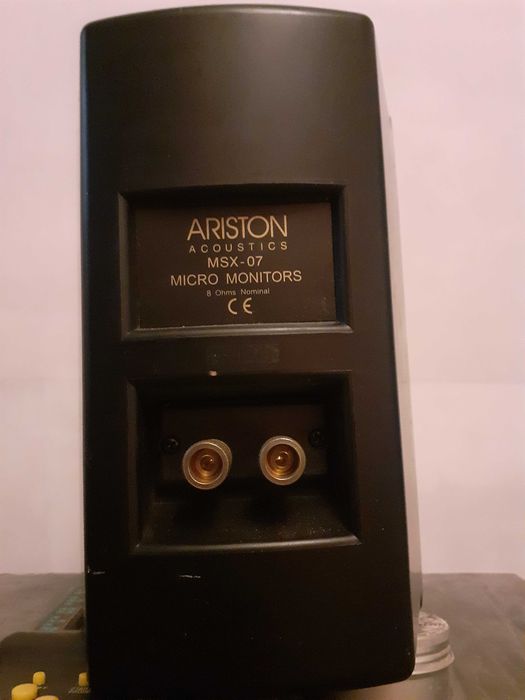 ARISTON
ACOUSTICS
MSX-07
MICRO MONITORS
8 Ohms Nominal
CE